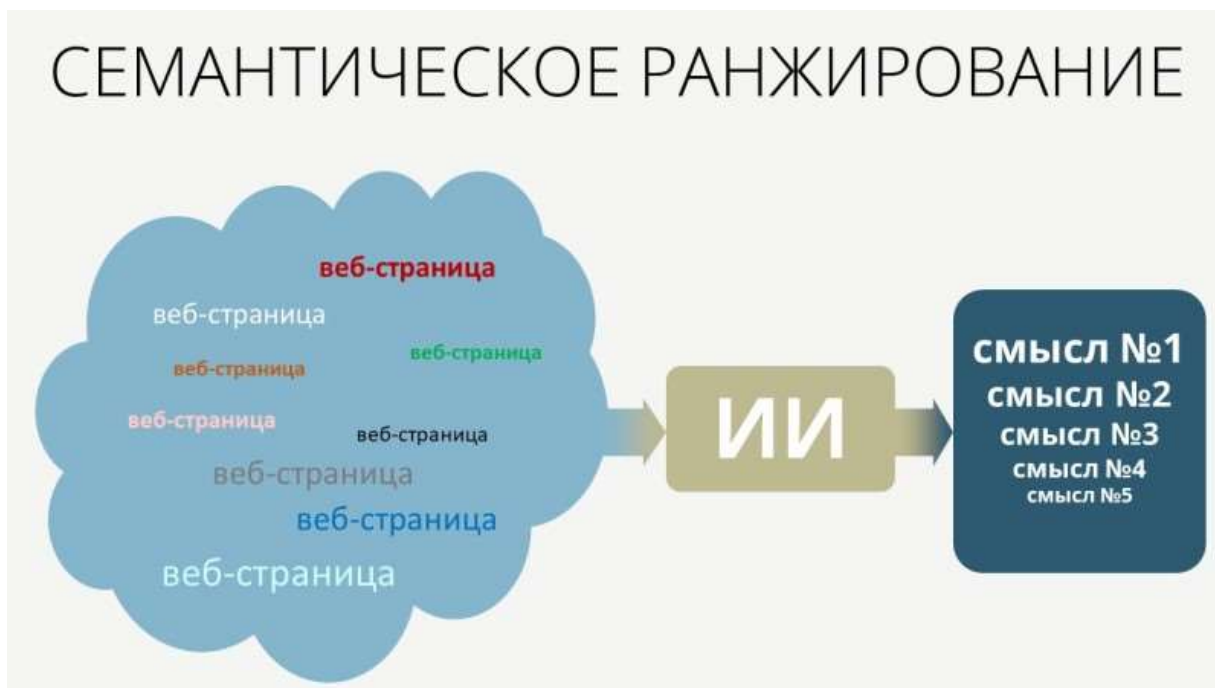 СЕМАНТИЧЕСКОЕ РАНЖИРОВАНИЕ
веб-страница
веб-страница
веб-страница
веб-страница
веб-страница
веб-страница
веб-страница
веб-страница
веб-страница
ИИ
смысл №1
смысл №2
смысл №3
смысл №4
смысл №5